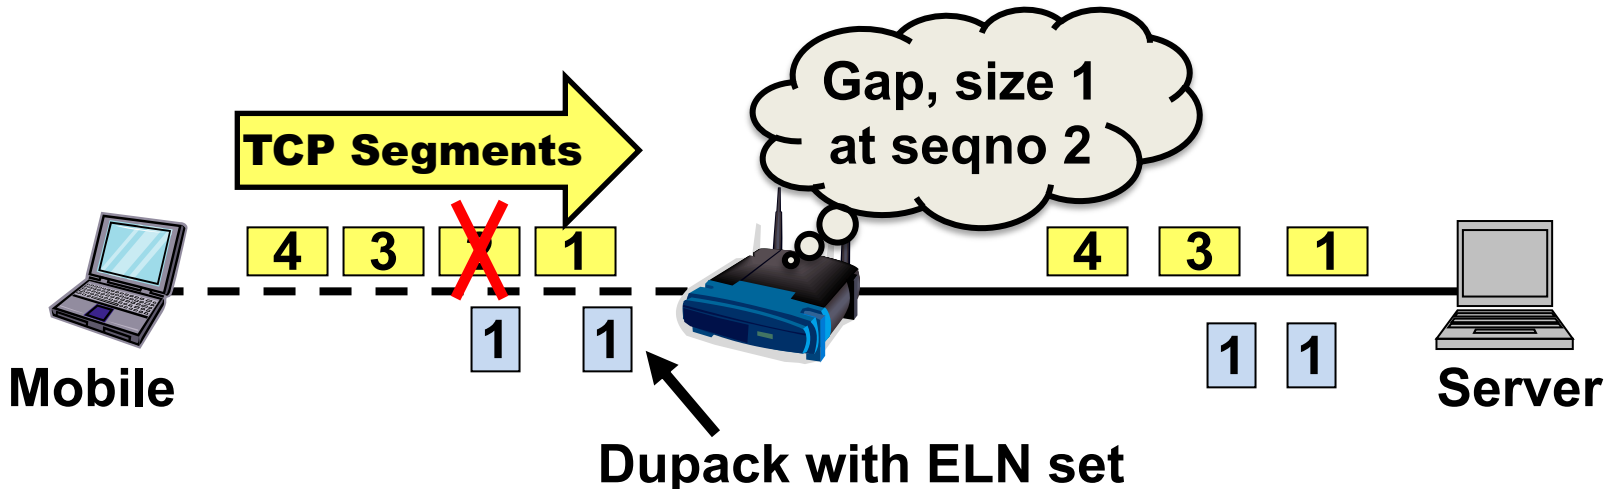 Gap, size 1
at seqno 2
TCP Segments
4 3 1 4 3 1
1 1 1 1
Mobile
Server
Dupack with ELN set